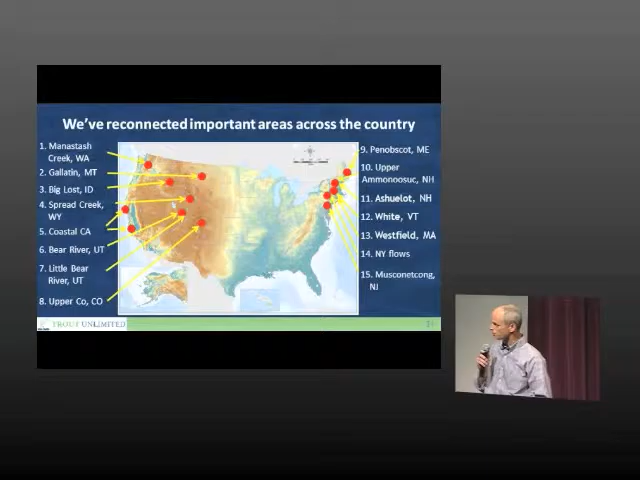 We've reconnected important areas across the country
1. Manastash
Creek, WA
2. Gallatin, MT
3. Big Lost, ID
4. Spread Creek,
WY
5. Coastal CA
6. Bear River, UT
7. Little Bear
River, UT
8. Upper Co, CO
9. Penobscot, ME
10. Upper
Ammonoosuc, NH
11. Ashuelot, NH
12. White, VT
13. Westfield, MA
14. NY flows
15. Musconetcong,
NJ
TROUT UNLIMITED